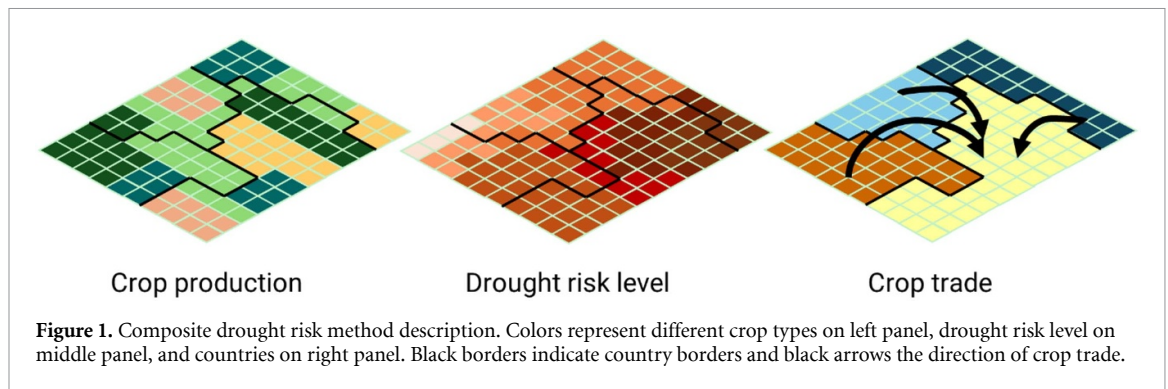 Crop production
Drought risk level
Crop trade
Figure 1. Composite drought risk method description. Colors represent different crop types on left panel, drought risk level on
middle panel, and countries on right panel. Black borders indicate country borders and black arrows the direction of crop trade.